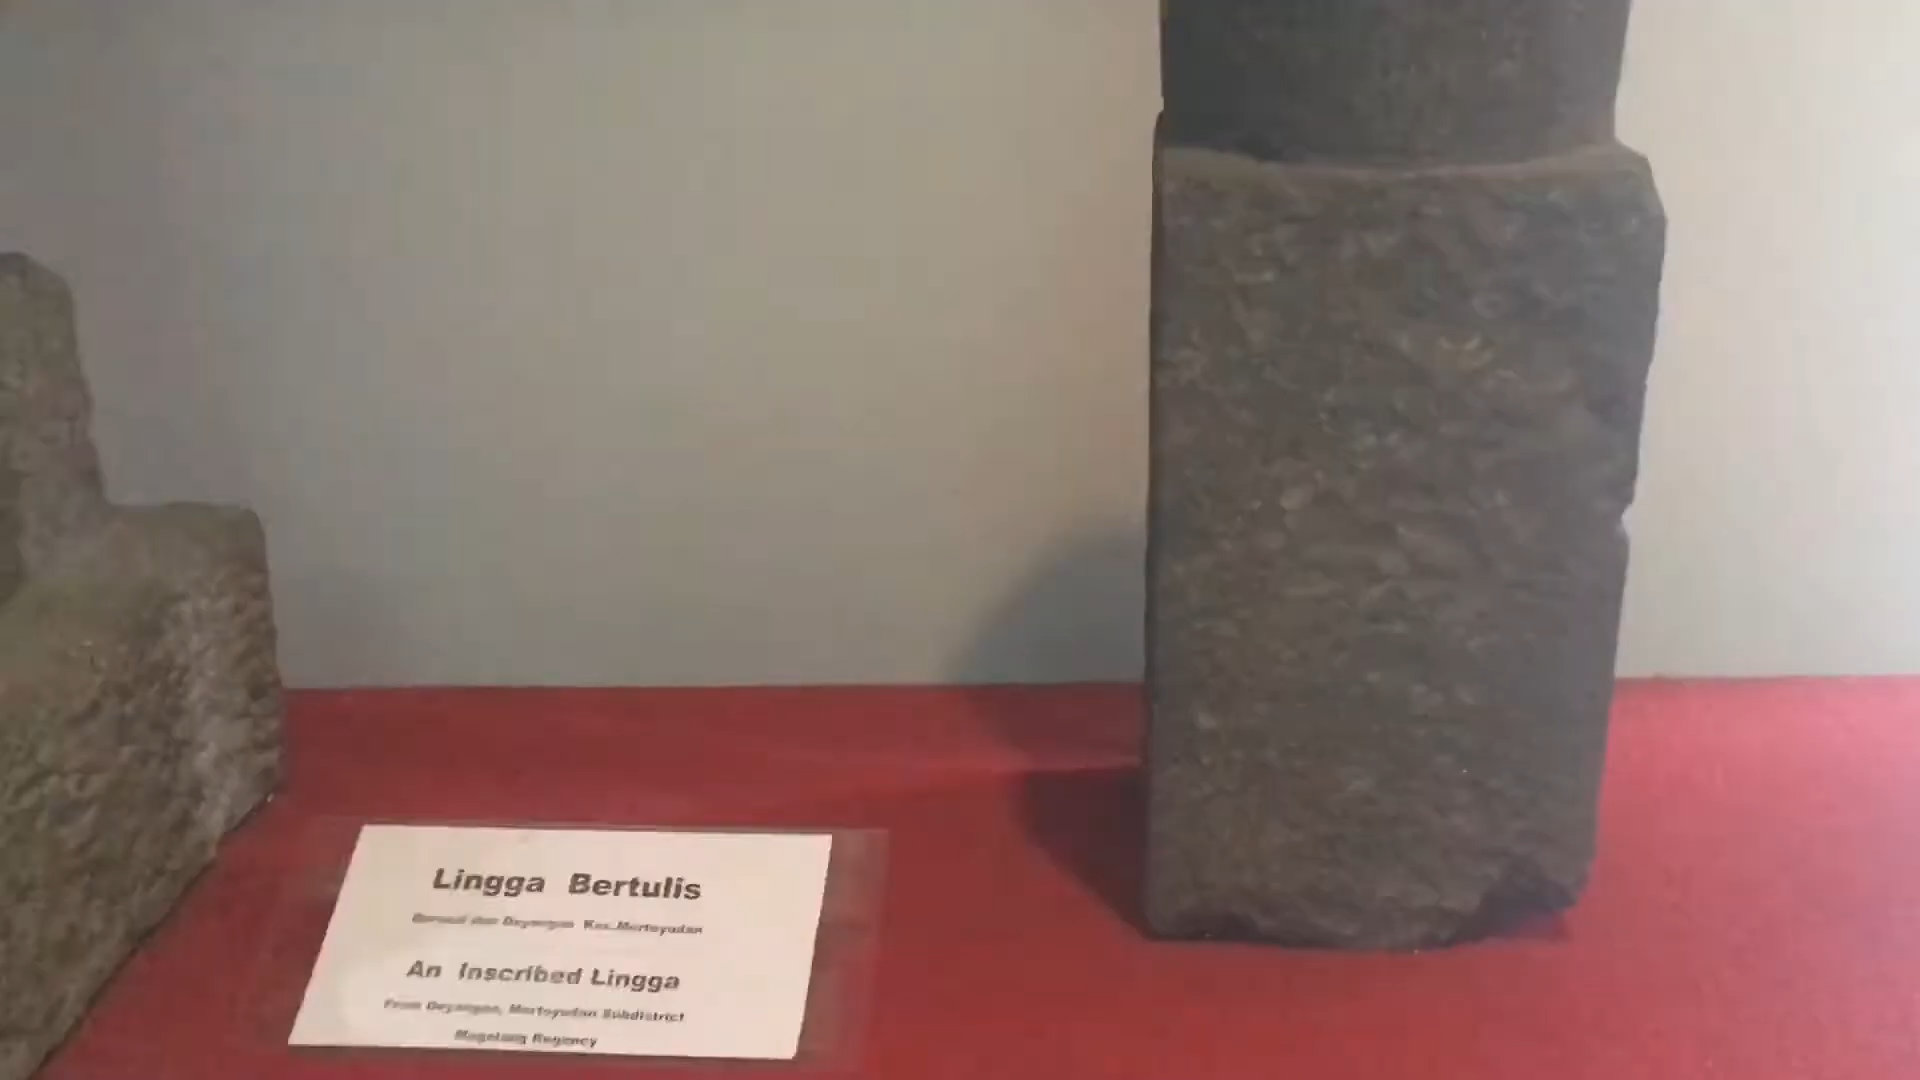 Lingga Bertulis
Berasal dari Deyangan Kec.Mertoyudan
An Inscribed Lingga
From Deyangan, Mertoyudan Subdistrict
Magelang Regency